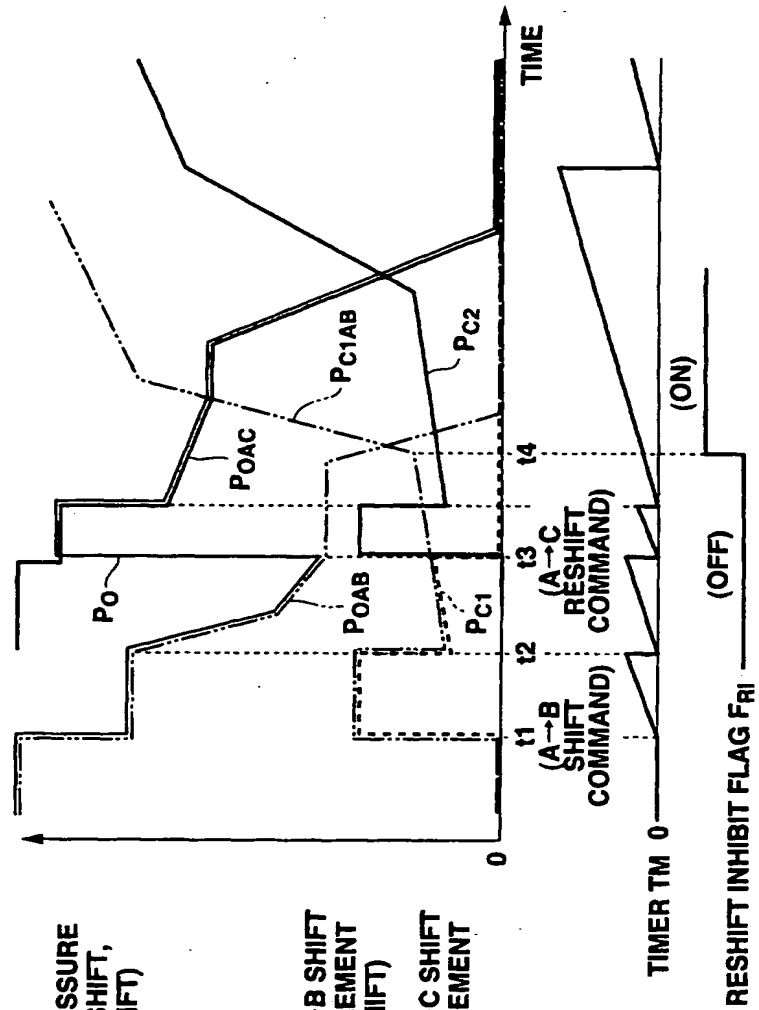 SSURE
SHIFT,
IFT)
B SHIFT
EMENT
HIFT)
C SHIFT
EMENT
PO
POAB
POAC
PC1AB
PC1
PC2
0
t1
(A→B
SHIFT
COMMAND)
t2
t3
(A→C
RESHIFT
COMMAND)
t4
TIME
TIMER TM 0
RESHIFT INHIBIT FLAG FRI
(OFF)
(ON)